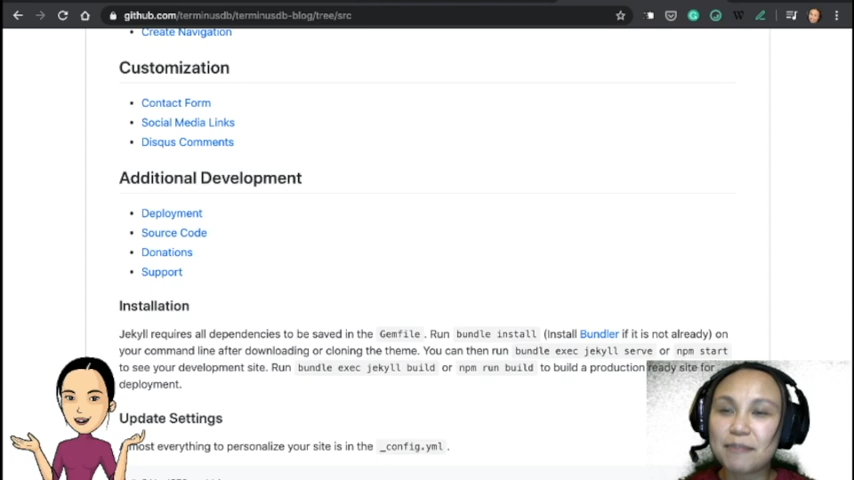 github.com/terminusdb/terminusdb-blog/tree/src
Create Navigation
Customization
Contact Form
Social Media Links
Disqus Comments
Additional Development
Deployment
Source Code
Donations
Support
Installation
Jekyll requires all dependencies to be saved in the Gemfile . Run bundle install (Install Bundler if it is not already) on
your command line after downloading or cloning the theme. You can then run bundle exec jekyll serve or npm start
to see your development site. Run bundle exec jekyll build or npm run build to build a production ready site for
deployment.
Update Settings
most everything to personalize your site is in the _config.yml .